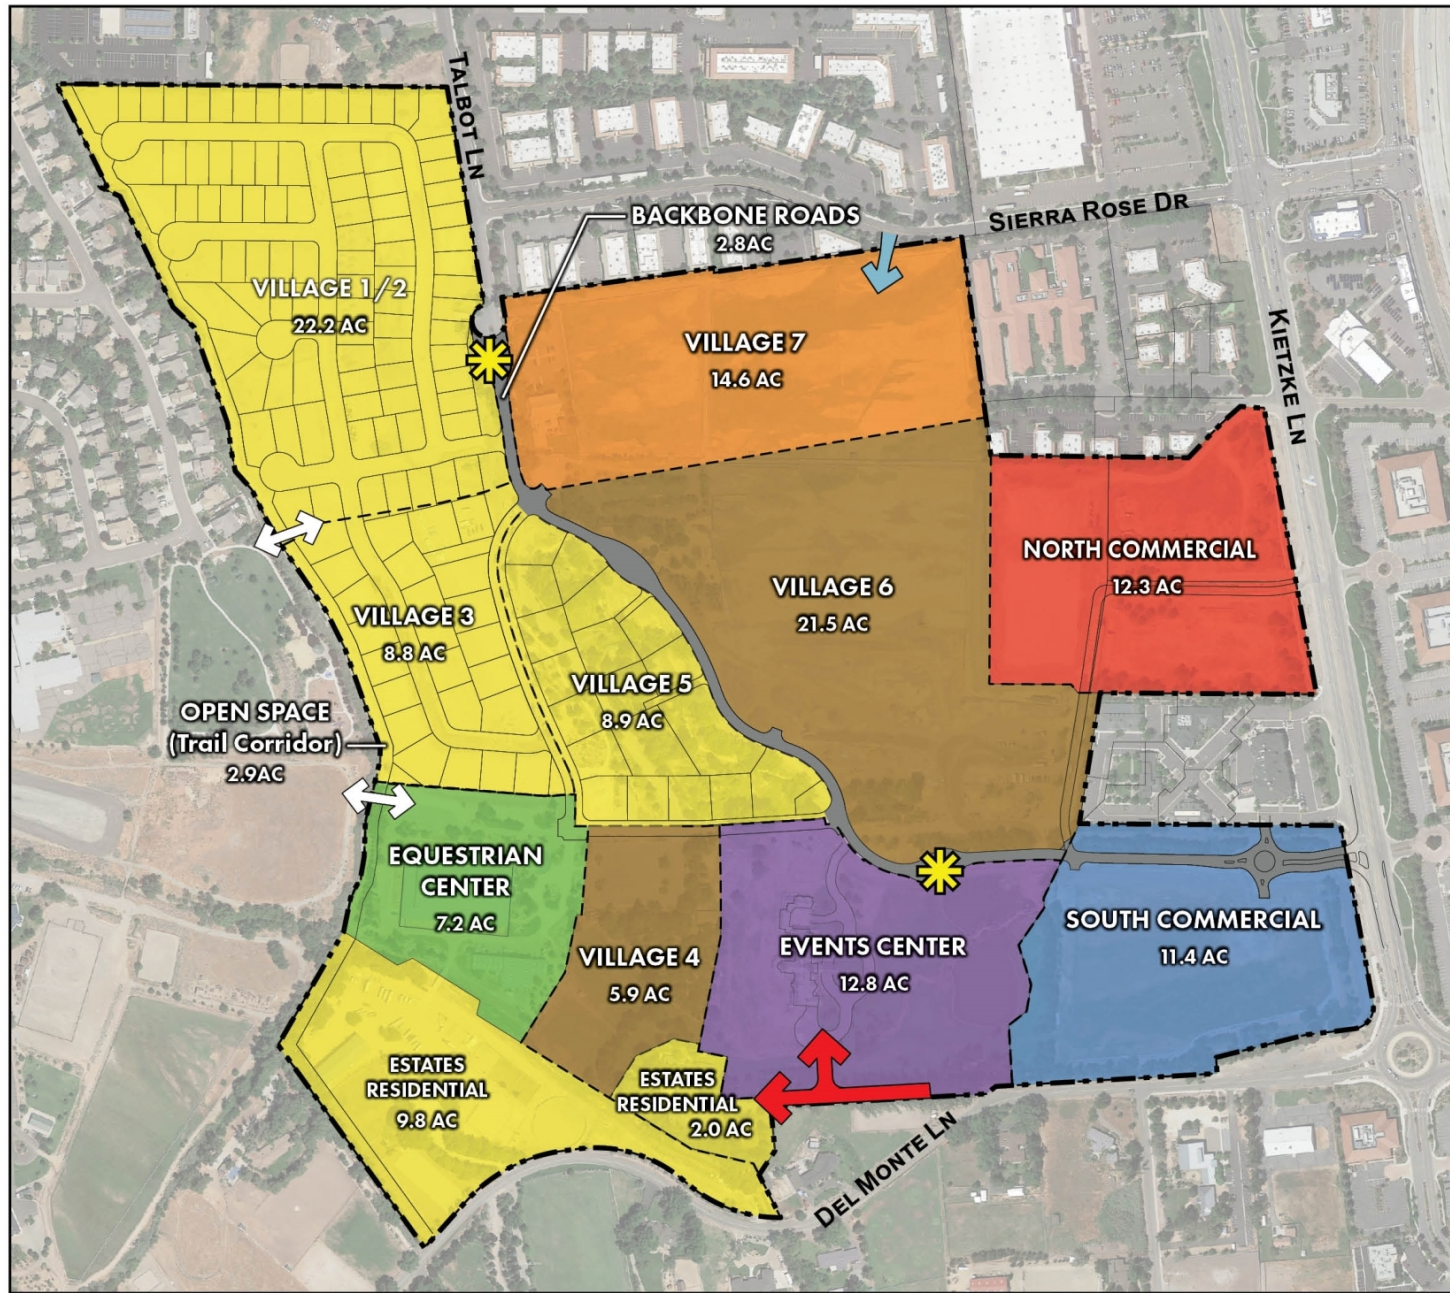 TALBOT LN
SIERRA ROSE DR
BACKBONE ROADS
2.8AC
VILLAGE 1/2
22.2 AC
VILLAGE 7
14.6 AC
KIETZKE LN
NORTH COMMERCIAL
12.3 AC
VILLAGE 6
21.5 AC
VILLAGE 3
8.8 AC
VILLAGE 5
8.9 AC
OPEN SPACE
(Trail Corridor)
2.9AC
EQUESTRIAN
CENTER
7.2 AC
VILLAGE 4
5.9 AC
EVENTS CENTER
12.8 AC
SOUTH COMMERCIAL
11.4 AC
ESTATES
RESIDENTIAL
9.8 AC
ESTATES
RESIDENTIAL
2.0 AC
DEL MONTE LN